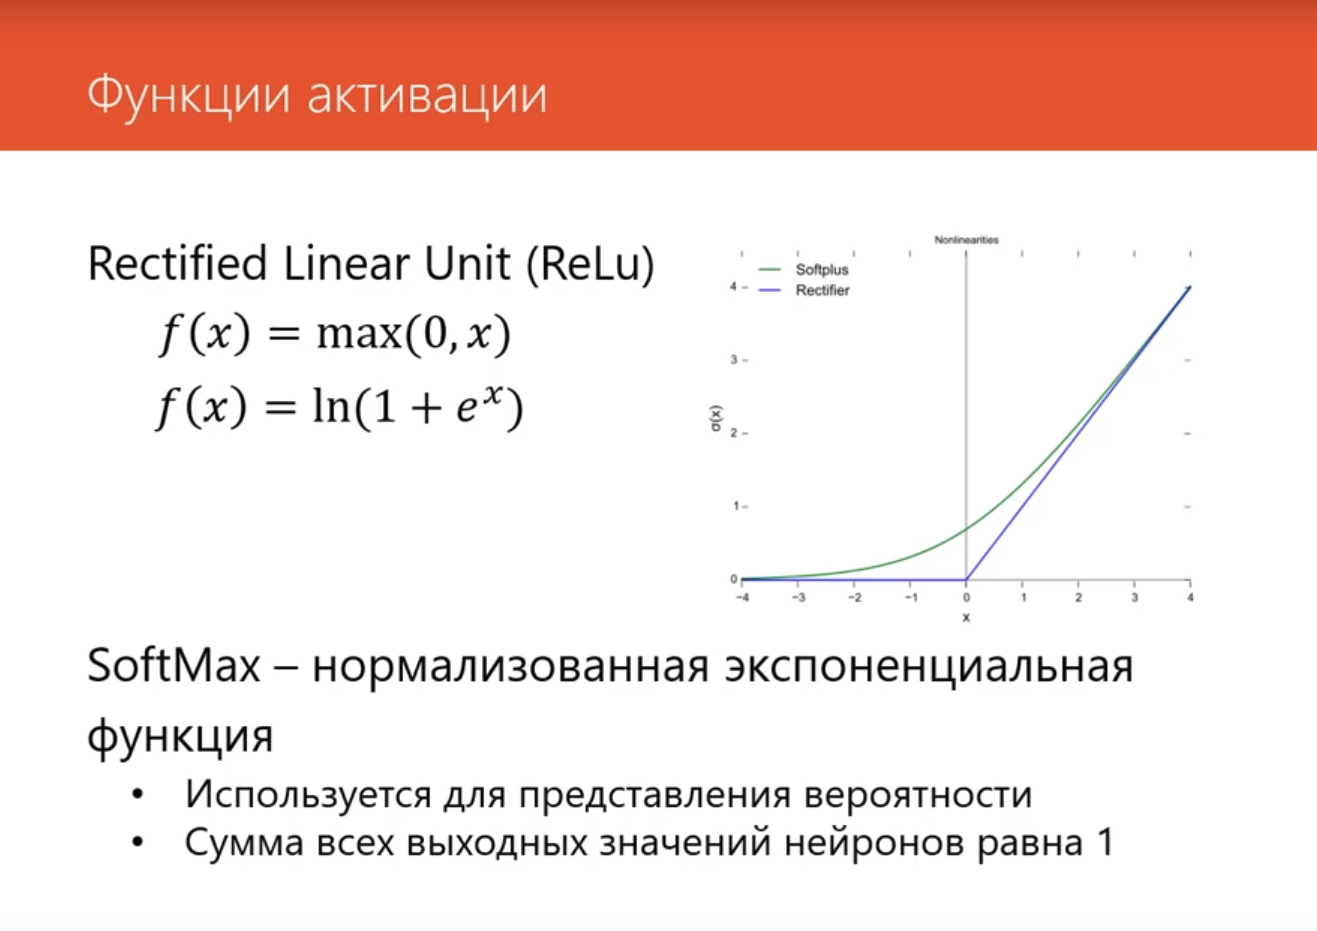 Функции активации
Rectified Linear Unit (ReLu)
f(x) = max(0, x)
f(x) = ln(1 + eˣ)
Nonlinearities
Softplus
Rectifier
4
3
2
1
0
σ(x)
−4 −3 −2 −1 0 1 2 3 4
x
SoftMax – нормализованная экспоненциальная
функция
• Используется для представления вероятности
• Сумма всех выходных значений нейронов равна 1